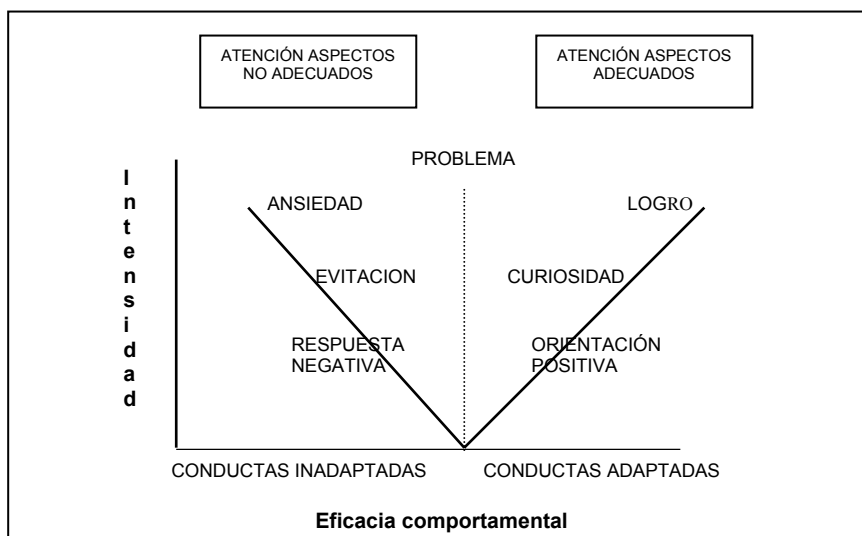 ATENCIÓN ASPECTOS
NO ADECUADOS
ATENCIÓN ASPECTOS
ADECUADOS
PROBLEMA
Intensidad
ANSIEDAD
LOGRO
EVITACION
CURIOSIDAD
RESPUESTA
NEGATIVA
ORIENTACIÓN
POSITIVA
CONDUCTAS INADAPTADAS
CONDUCTAS ADAPTADAS
Eficacia comportamental